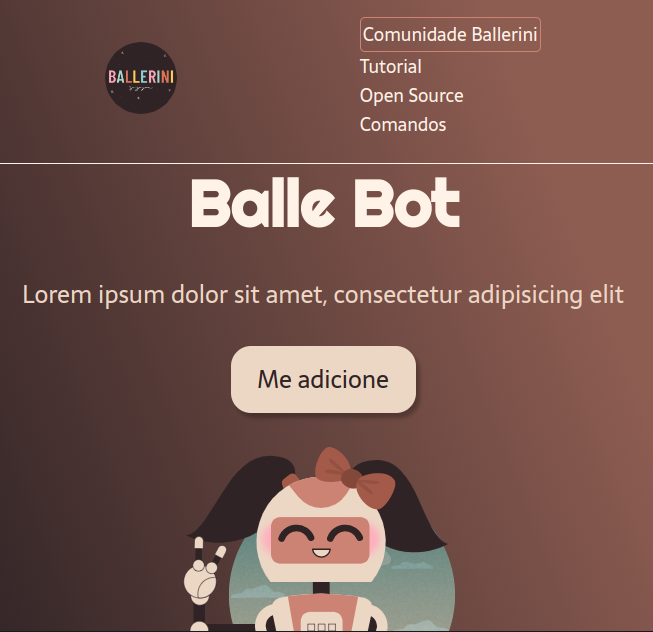 BALLERINI
Comunidade Ballerini
Tutorial
Open Source
Comandos
Balle Bot
Lorem ipsum dolor sit amet, consectetur adipisicing elit
Me adicione